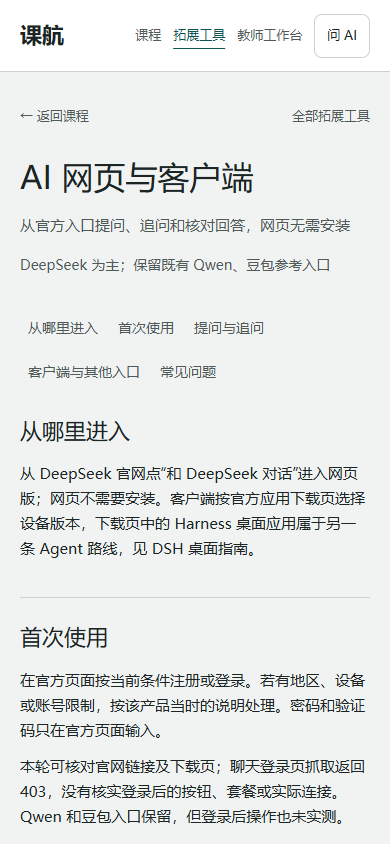 课航
课程 拓展工具 教师工作台 问 AI
← 返回课程 全部拓展工具
AI 网页与客户端
从官方入口提问、追问和核对回答，网页无需安装
DeepSeek 为主；保留既有 Qwen、豆包参考入口
从哪里进入 首次使用 提问与追问
客户端与其他入口 常见问题
从哪里进入
从 DeepSeek 官网点“和 DeepSeek 对话”进入网页
版；网页不需要安装。客户端按官方应用下载页选择
设备版本，下载页中的 Harness 桌面应用属于另一
条 Agent 路线，见 DSH 桌面指南。
首次使用
在官方页面按当前条件注册或登录。若有地区、设备
或账号限制，按该产品当时的说明处理。密码和验证
码只在官方页面输入。
本轮可核对官网链接及下载页；聊天登录页抓取返回
403，没有核实登录后的按钮、套餐或实际连接。
Qwen 和豆包入口保留，但登录后操作也未实测。